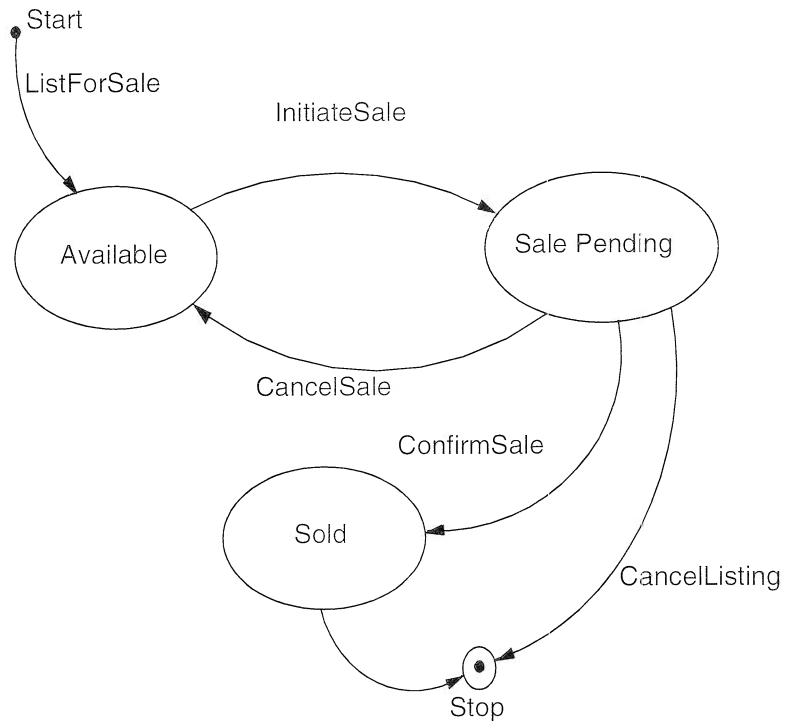 Start
ListForSale
InitiateSale
Available
Sale Pending
CancelSale
ConfirmSale
Sold
CancelListing
Stop